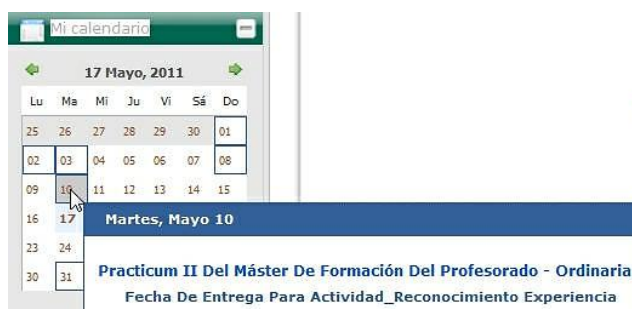 Mi calendario
17 Mayo, 2011
Lu Ma Mi Ju Vi Sá Do
25 26 27 28 29 30 01
02 03 04 05 06 07 08
09 10 11 12 13 14 15
16 17
Martes, Mayo 10
23 24
Practicum II Del Máster De Formación Del Profesorado - Ordinaria
30 31
Fecha De Entrega Para Actividad_Reconocimiento Experiencia